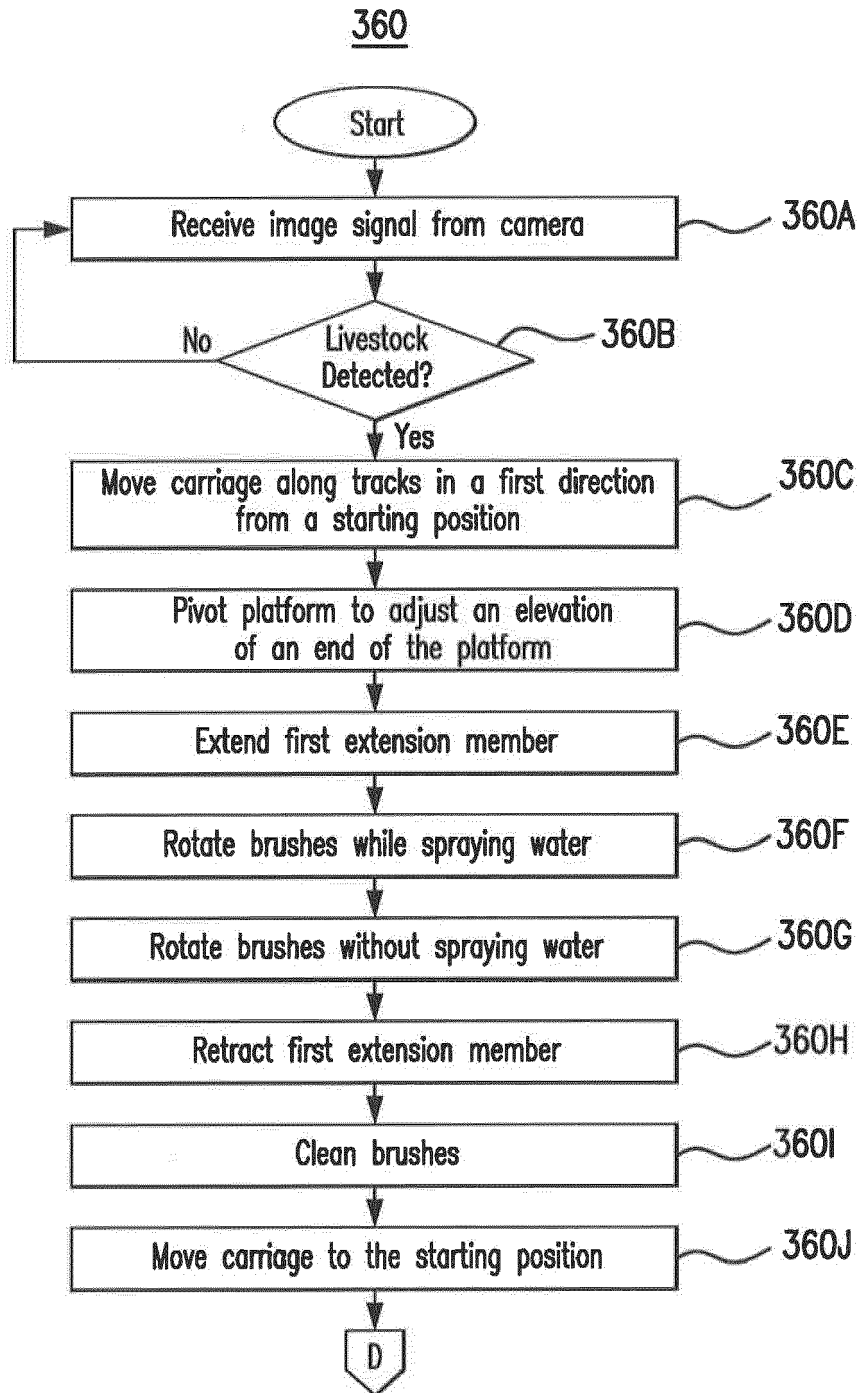 360
Start
Receive image signal from camera
360A
Livestock
Detected?
360B
No
Yes
Move carriage along tracks in a first direction
from a starting position
360C
Pivot platform to adjust an elevation
of an end of the platform
360D
Extend first extension member
360E
Rotate brushes while spraying water
360F
Rotate brushes without spraying water
360G
Retract first extension member
360H
Clean brushes
360I
Move carriage to the starting position
360J
D